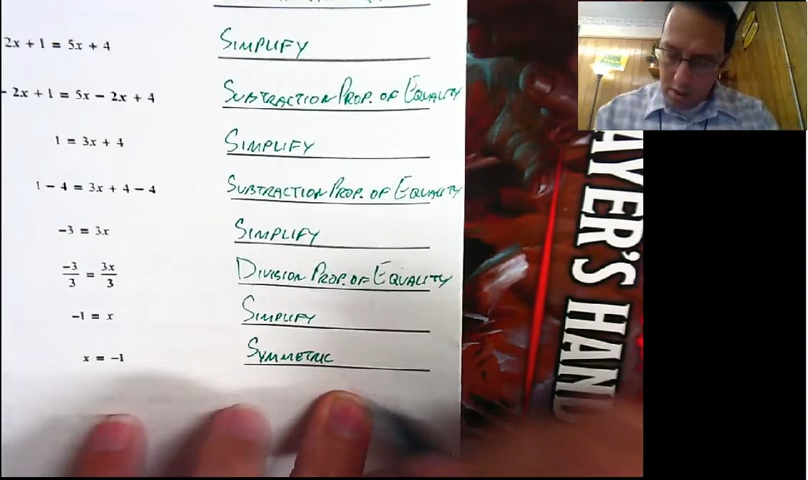 2x + 1 = 5x + 4 SIMPLIFY
- 2x + 1 = 5x - 2x + 4 SUBTRACTION PROP. OF EQUALITY
1 = 3x + 4 SIMPLIFY
1 - 4 = 3x + 4 - 4 SUBTRACTION PROP. OF EQUALITY
-3 = 3x SIMPLIFY
-3/3 = 3x/3 DIVISION PROP. OF EQUALITY
-1 = x SIMPLIFY
x = -1 SYMMETRIC
AYER'S HAND